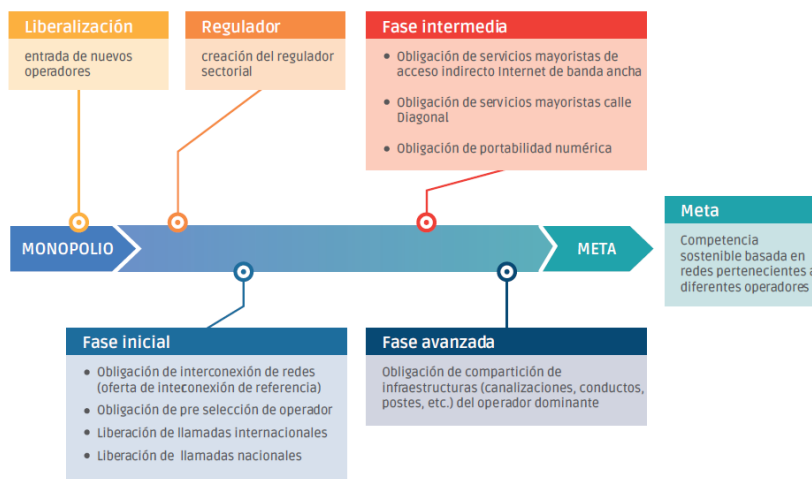 Liberalización
entrada de nuevos
operadores
Regulador
creación del regulador
sectorial
Fase intermedia
• Obligación de servicios mayoristas de
acceso indirecto Internet de banda ancha
• Obligación de servicios mayoristas calle
Diagonal
• Obligación de portabilidad numérica
MONOPOLIO
META
Meta
Competencia
sostenible basada en
redes pertenecientes a
diferentes operadores
Fase inicial
• Obligación de interconexión de redes
(oferta de inteconexión de referencia)
• Obligación de pre selección de operador
• Liberación de llamadas internacionales
• Liberación de llamadas nacionales
Fase avanzada
Obligación de compartición de
infraestructuras (canalizaciones, conductos,
postes, etc.) del operador dominante